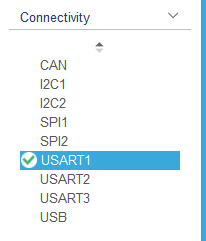 Connectivity
CAN
I2C1
I2C2
SPI1
SPI2
USART1
USART2
USART3
USB